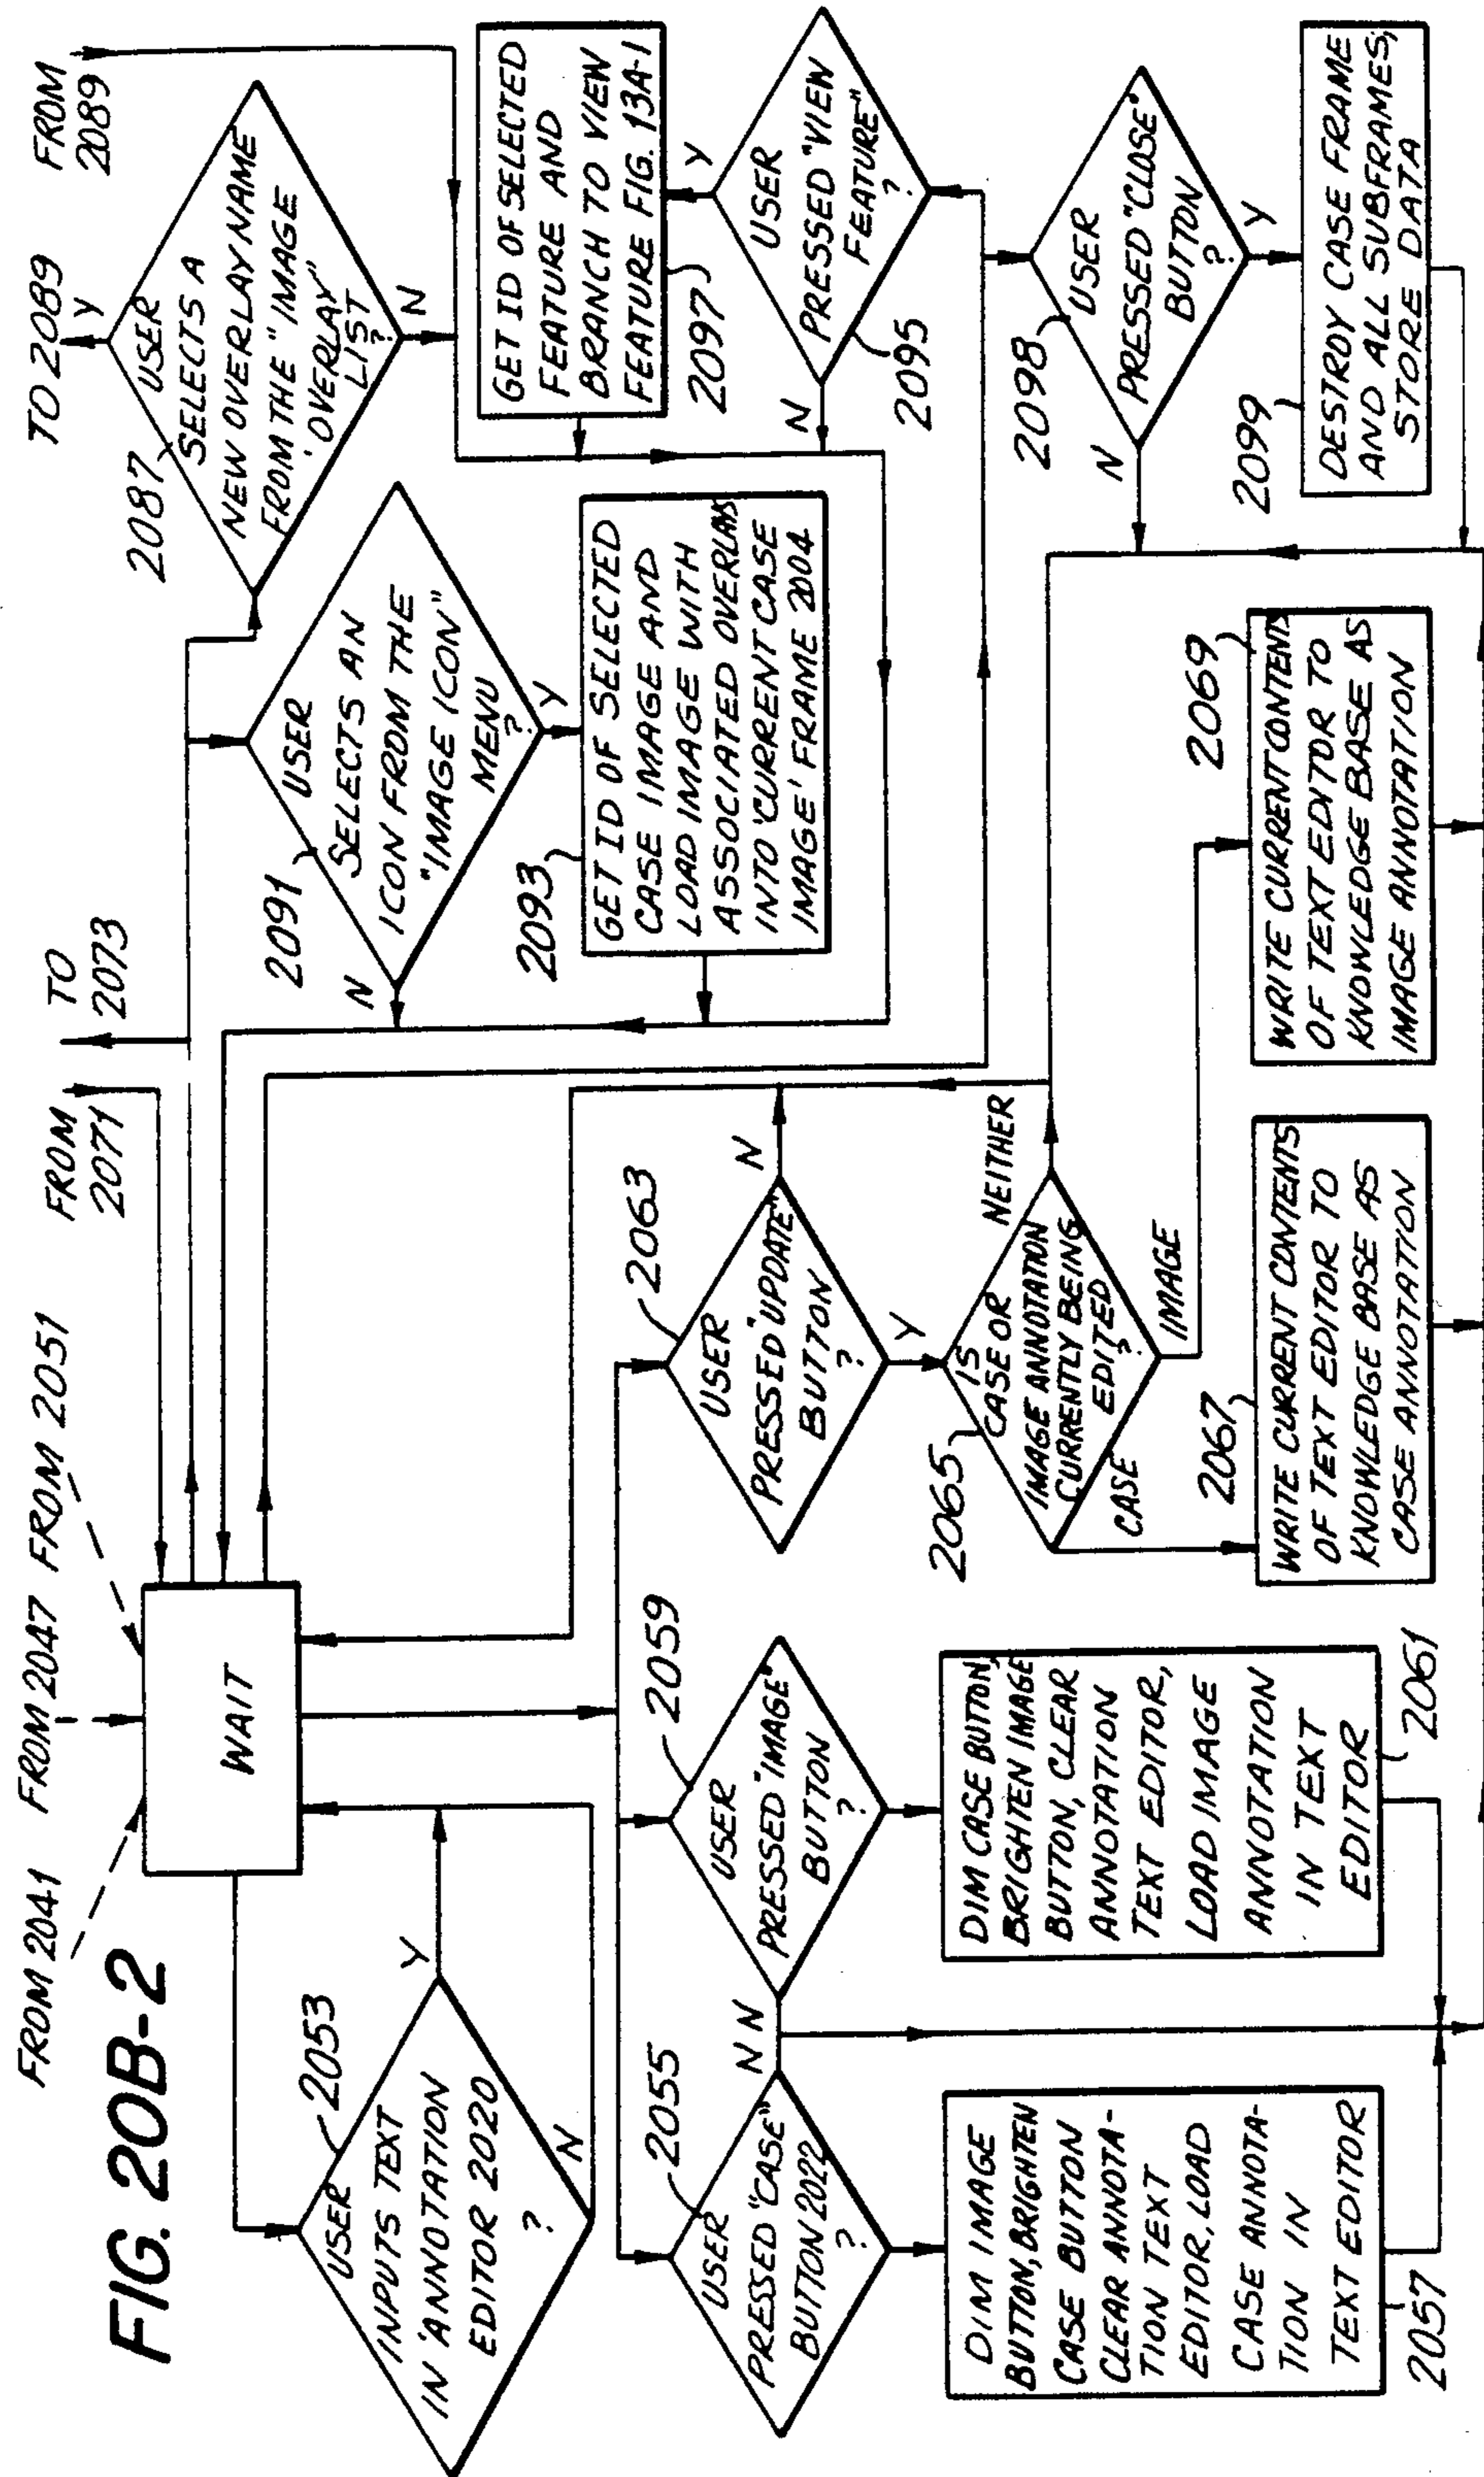 FIG. 20B-2
FROM 2041
FROM 2047
FROM 2051
FROM
2071
TO
2073
TO 2089
FROM
2089
WAIT
2053
USER
INPUTS TEXT
IN 'ANNOTATION
EDITOR 2020
?
Y
N
2087
USER
SELECTS A
NEW OVERLAY NAME
FROM THE "IMAGE
OVERLAY"
LIST
?
Y
N
2091
USER
SELECTS AN
ICON FROM THE
"IMAGE ICON"
MENU
?
N
Y
2093
GET ID OF SELECTED
CASE IMAGE AND
LOAD IMAGE WITH
ASSOCIATED OVERLAYS
INTO 'CURRENT CASE
IMAGE' FRAME 2004
GET ID OF SELECTED
FEATURE AND
BRANCH TO VIEW
FEATURE FIG. 13A-1
2097
Y
USER
PRESSED "VIEW
FEATURE"
?
N
2095
2055
USER
PRESSED "CASE"
BUTTON 2022
?
N
2059
USER
PRESSED "IMAGE"
BUTTON
?
N
2063
USER
PRESSED "UPDATE"
BUTTON
?
N
Y
2065
IS
CASE OR
IMAGE ANNOTATION
CURRENTLY BEING
EDITED
?
NEITHER
CASE
IMAGE
2098
USER
PRESSED "CLOSE"
BUTTON
?
N
Y
DIM IMAGE
BUTTON, BRIGHTEN
CASE BUTTON
CLEAR ANNOTA-
TION TEXT
EDITOR, LOAD
CASE ANNOTA-
TION IN
TEXT EDITOR
2057
DIM CASE BUTTON,
BRIGHTEN IMAGE
BUTTON, CLEAR
ANNOTATION
TEXT EDITOR,
LOAD IMAGE
ANNOTATION
IN TEXT
EDITOR
2061
2067
WRITE CURRENT CONTENTS
OF TEXT EDITOR TO
KNOWLEDGE BASE AS
CASE ANNOTATION
2069
WRITE CURRENT CONTENTS
OF TEXT EDITOR TO
KNOWLEDGE BASE AS
IMAGE ANNOTATION
2099
DESTROY CASE FRAME
AND ALL SUBFRAMES,
STORE DATA